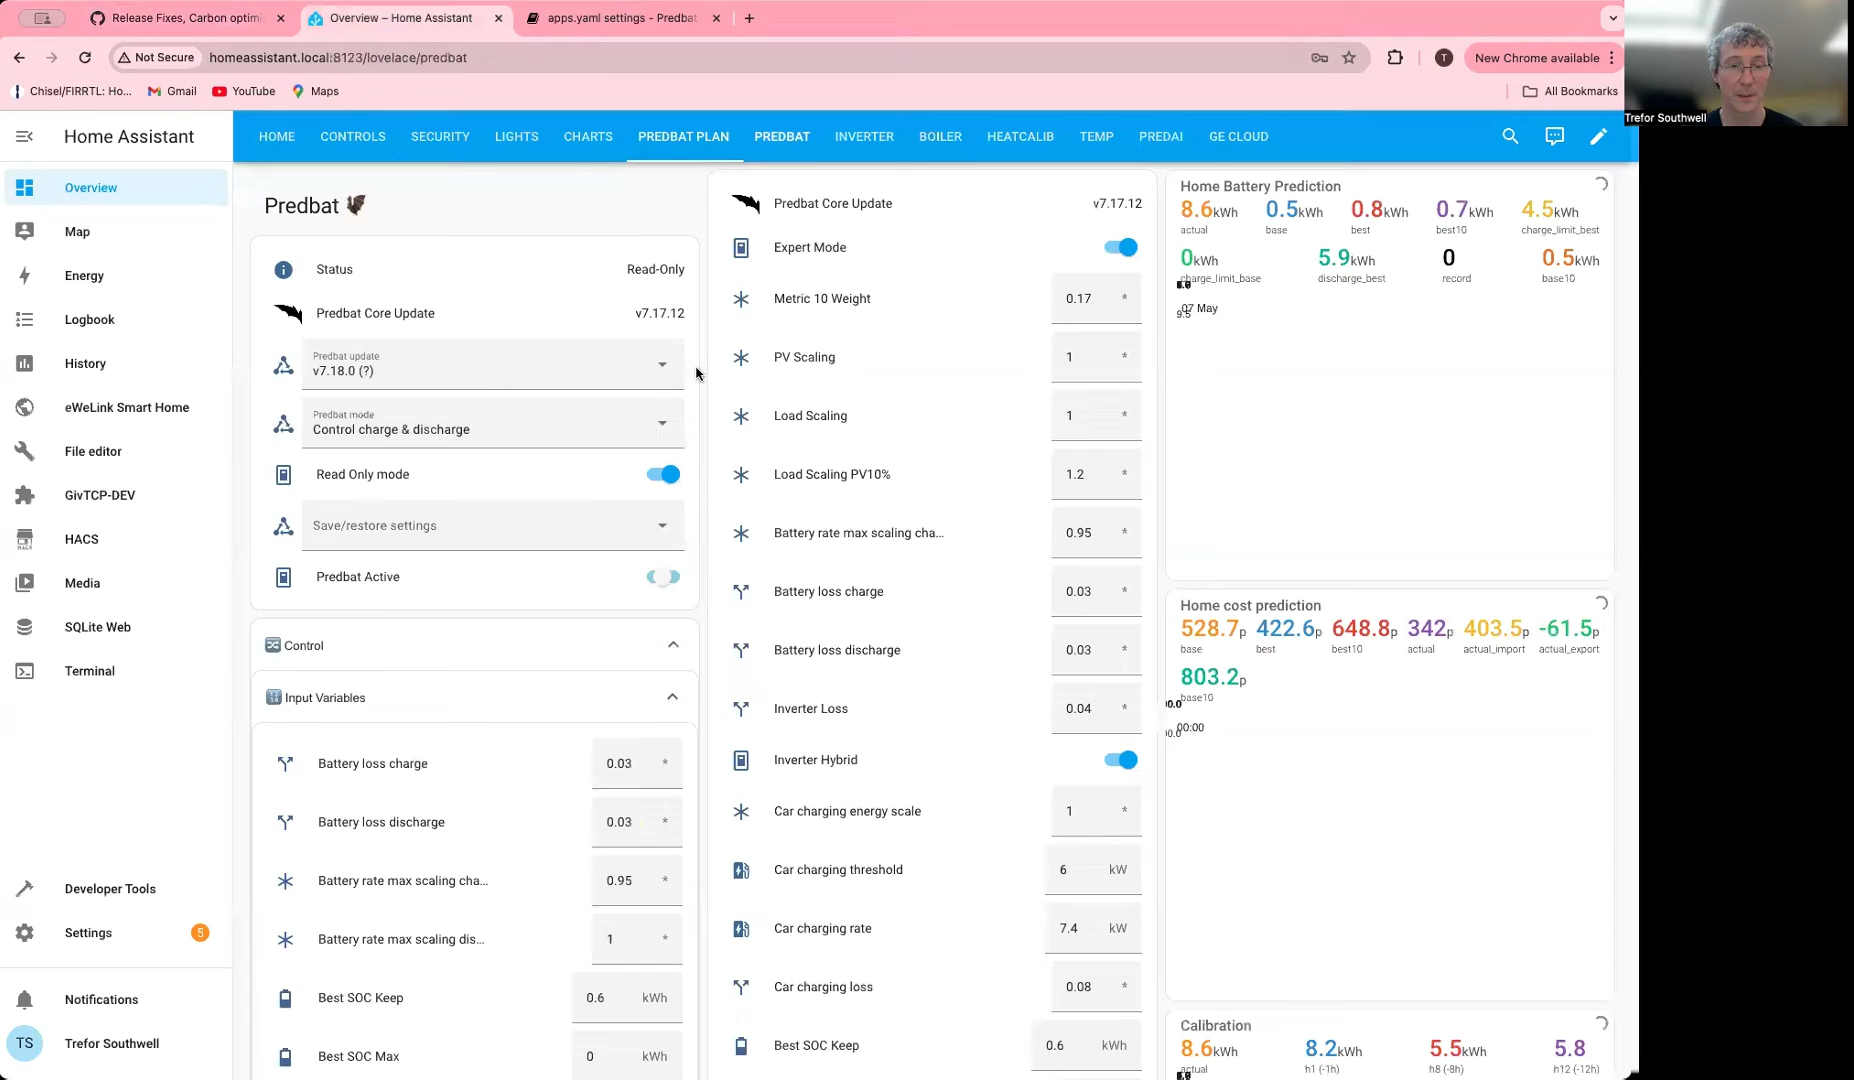 Release Fixes, Carbon optimi
Overview – Home Assistant
apps.yaml settings - Predbat
Not Secure
homeassistant.local:8123/lovelace/predbat
T
New Chrome available
Chisel/FIRRTL: Ho...
Gmail
YouTube
Maps
All Bookmarks
Trefor Southwell
Home Assistant
HOME
CONTROLS
SECURITY
LIGHTS
CHARTS
PREDBAT PLAN
PREDBAT
INVERTER
BOILER
HEATCALIB
TEMP
PREDAI
GE CLOUD
Overview
Map
Energy
Logbook
History
eWeLink Smart Home
File editor
GivTCP-DEV
HACS
Media
SQLite Web
Terminal
Developer Tools
Settings
5
Notifications
TS
Trefor Southwell
Predbat
Status
Read-Only
Predbat Core Update
v7.17.12
Predbat update
v7.18.0 (?)
Predbat mode
Control charge & discharge
Read Only mode
Save/restore settings
Predbat Active
Control
Input Variables
Battery loss charge
0.03 *
Battery loss discharge
0.03 *
Battery rate max scaling cha...
0.95 *
Battery rate max scaling dis...
1 *
Best SOC Keep
0.6 kWh
Best SOC Max
0 kWh
Predbat Core Update
v7.17.12
Expert Mode
Metric 10 Weight
0.17 *
PV Scaling
1 *
Load Scaling
1 *
Load Scaling PV10%
1.2 *
Battery rate max scaling cha...
0.95 *
Battery loss charge
0.03 *
Battery loss discharge
0.03 *
Inverter Loss
0.04 *
Inverter Hybrid
Car charging energy scale
1 *
Car charging threshold
6 kW
Car charging rate
7.4 kW
Car charging loss
0.08 *
Best SOC Keep
0.6 kWh
Home Battery Prediction
8.6kWh 0.5kWh 0.8kWh 0.7kWh 4.5kWh
actual base best best10 charge_limit_best
0kWh 5.9kWh 0 0.5kWh
charge_limit_base discharge_best record base10
07 May
9.5
Home cost prediction
528.7p 422.6p 648.8p 342p 403.5p -61.5p
base best best10 actual actual_import actual_export
803.2p
base10
00:00
Calibration
8.6kWh 8.2kWh 5.5kWh 5.8
actual h1 (-1h) h8 (-8h) h12 (-12h)